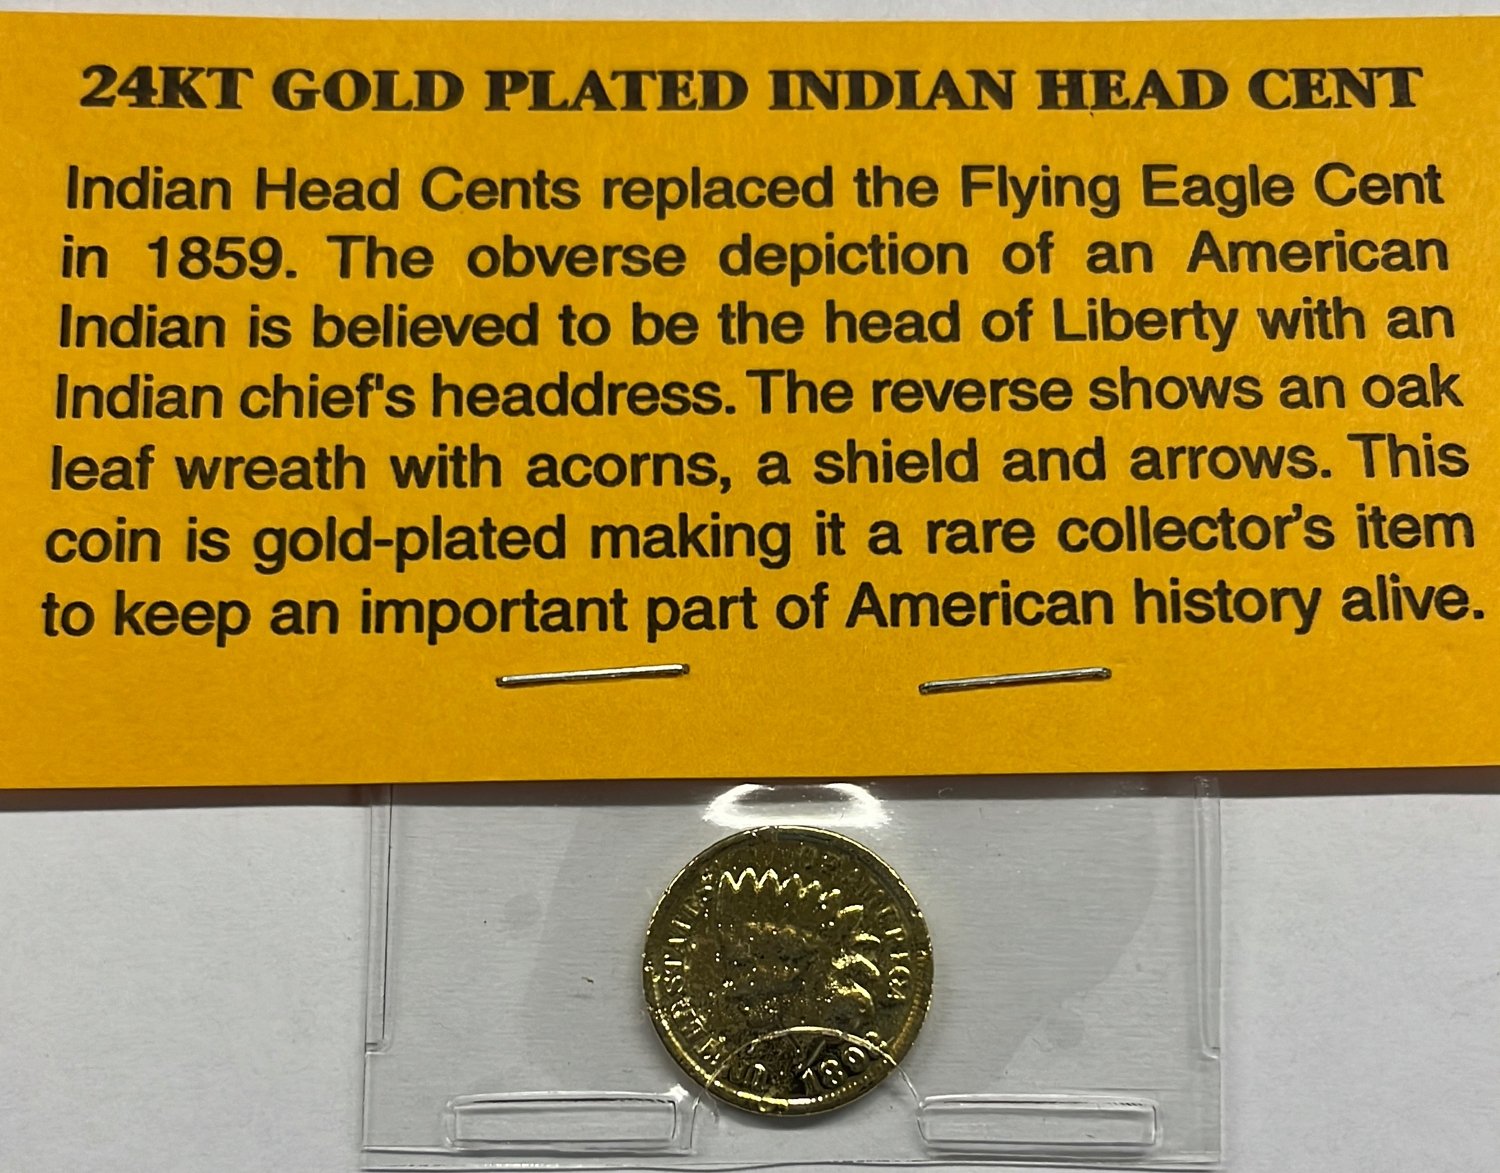 24KT GOLD PLATED INDIAN HEAD CENT
Indian Head Cents replaced the Flying Eagle Cent
in 1859. The obverse depiction of an American
Indian is believed to be the head of Liberty with an
Indian chief's headdress. The reverse shows an oak
leaf wreath with acorns, a shield and arrows. This
coin is gold-plated making it a rare collector's item
to keep an important part of American history alive.